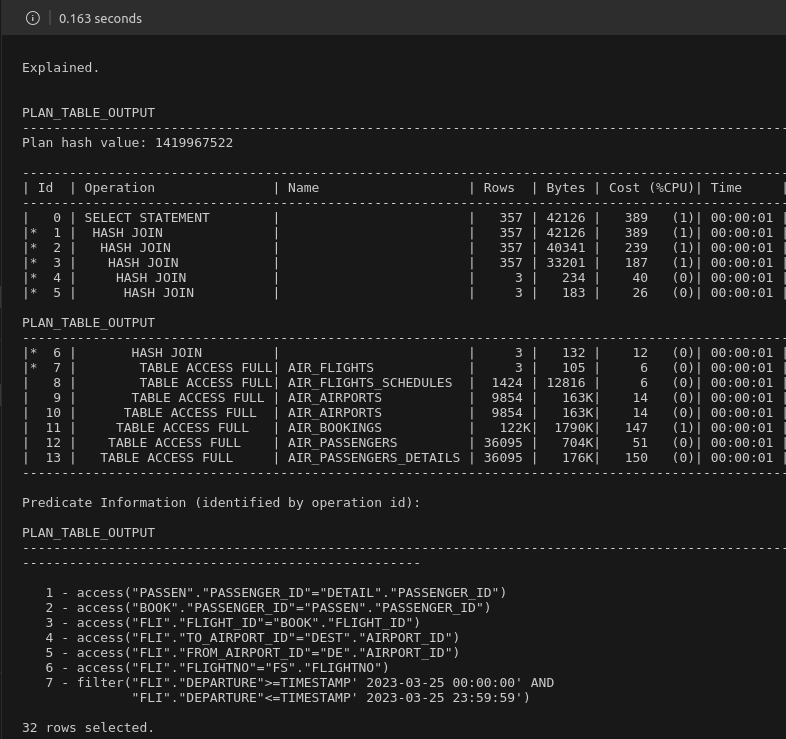 0.163 seconds
Explained.
PLAN_TABLE_OUTPUT
--------------------------------------------------------------------------------------------------
Plan hash value: 1419967522
--------------------------------------------------------------------------------------------------
| Id  | Operation               | Name                   | Rows  | Bytes | Cost (%CPU)| Time     |
--------------------------------------------------------------------------------------------------
|   0 | SELECT STATEMENT        |                        |   357 | 42126 |   389   (1)| 00:00:01 |
|*  1 |  HASH JOIN              |                        |   357 | 42126 |   389   (1)| 00:00:01 |
|*  2 |   HASH JOIN             |                        |   357 | 40341 |   239   (1)| 00:00:01 |
|*  3 |    HASH JOIN            |                        |   357 | 33201 |   187   (1)| 00:00:01 |
|*  4 |     HASH JOIN           |                        |     3 |   234 |    40   (0)| 00:00:01 |
|*  5 |      HASH JOIN          |                        |     3 |   183 |    26   (0)| 00:00:01 |
PLAN_TABLE_OUTPUT
--------------------------------------------------------------------------------------------------
|*  6 |       HASH JOIN         |                        |     3 |   132 |    12   (0)| 00:00:01 |
|*  7 |        TABLE ACCESS FULL| AIR_FLIGHTS            |     3 |   105 |     6   (0)| 00:00:01 |
|   8 |        TABLE ACCESS FULL| AIR_FLIGHTS_SCHEDULES  |  1424 | 12816 |     6   (0)| 00:00:01 |
|   9 |       TABLE ACCESS FULL | AIR_AIRPORTS           |  9854 |   163K|    14   (0)| 00:00:01 |
|  10 |      TABLE ACCESS FULL  | AIR_AIRPORTS           |  9854 |   163K|    14   (0)| 00:00:01 |
|  11 |     TABLE ACCESS FULL   | AIR_BOOKINGS           |   122K|  1790K|   147   (1)| 00:00:01 |
|  12 |    TABLE ACCESS FULL    | AIR_PASSENGERS         | 36095 |   704K|    51   (0)| 00:00:01 |
|  13 |   TABLE ACCESS FULL     | AIR_PASSENGERS_DETAILS | 36095 |   176K|   150   (0)| 00:00:01 |
--------------------------------------------------------------------------------------------------
Predicate Information (identified by operation id):
PLAN_TABLE_OUTPUT
--------------------------------------------------------------------------------------------------
---------------------------------------------------
   1 - access("PASSEN"."PASSENGER_ID"="DETAIL"."PASSENGER_ID")
   2 - access("BOOK"."PASSENGER_ID"="PASSEN"."PASSENGER_ID")
   3 - access("FLI"."FLIGHT_ID"="BOOK"."FLIGHT_ID")
   4 - access("FLI"."TO_AIRPORT_ID"="DEST"."AIRPORT_ID")
   5 - access("FLI"."FROM_AIRPORT_ID"="DE"."AIRPORT_ID")
   6 - access("FLI"."FLIGHTNO"="FS"."FLIGHTNO")
   7 - filter("FLI"."DEPARTURE">=TIMESTAMP' 2023-03-25 00:00:00' AND
              "FLI"."DEPARTURE"<=TIMESTAMP' 2023-03-25 23:59:59')
32 rows selected.